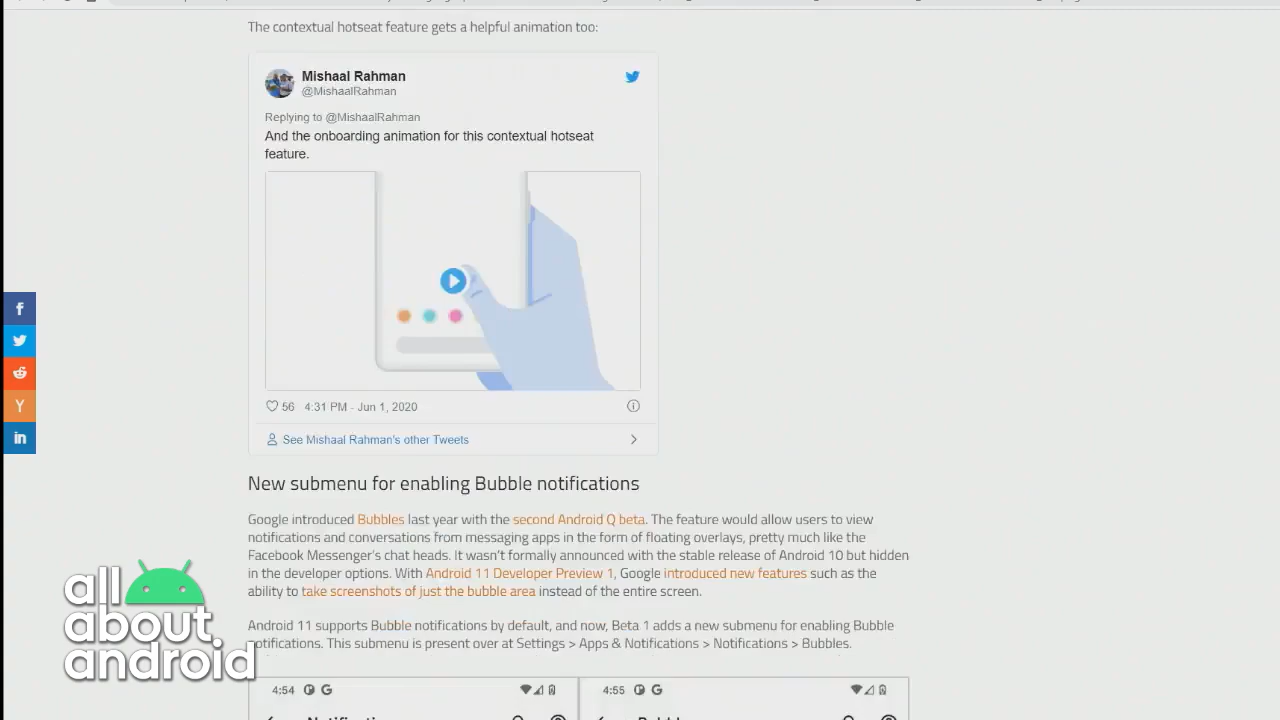 The contextual hotseat feature gets a helpful animation too:
Mishaal Rahman
@MishaalRahman
Replying to @MishaalRahman
And the onboarding animation for this contextual hotseat
feature.
56 4:31 PM - Jun 1, 2020
See Mishaal Rahman's other Tweets
New submenu for enabling Bubble notifications
Google introduced Bubbles last year with the second Android Q beta. The feature would allow users to view
notifications and conversations from messaging apps in the form of floating overlays, pretty much like the
Facebook Messenger's chat heads. It wasn't formally announced with the stable release of Android 10 but hidden
in the developer options. With Android 11 Developer Preview 1, Google introduced new features such as the
ability to take screenshots of just the bubble area instead of the entire screen.
Android 11 supports Bubble notifications by default, and now, Beta 1 adds a new submenu for enabling Bubble
notifications. This submenu is present over at Settings > Apps & Notifications > Notifications > Bubbles.
4:54 G
4:55 G
f
Y
in
all
about
android